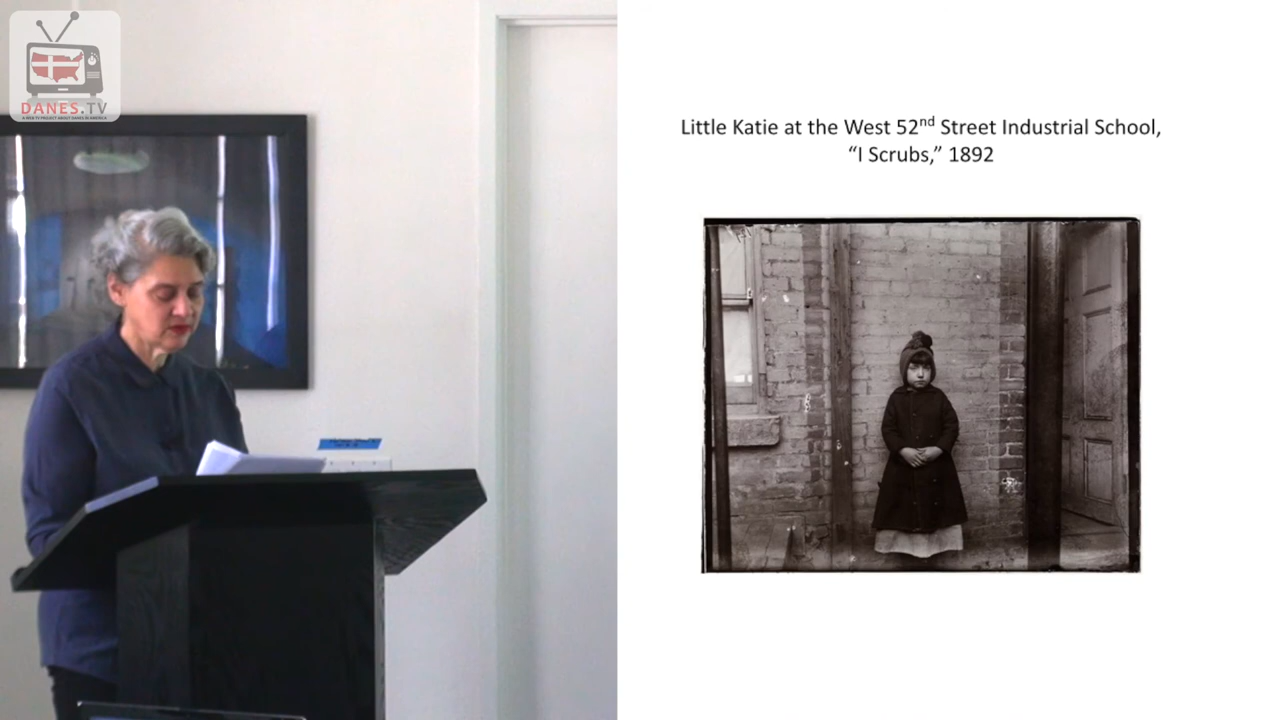 DANES.TV
A WEB TV PROJECT ABOUT DANES IN AMERICA
Little Katie at the West 52nd Street Industrial School,
“I Scrubs,” 1892